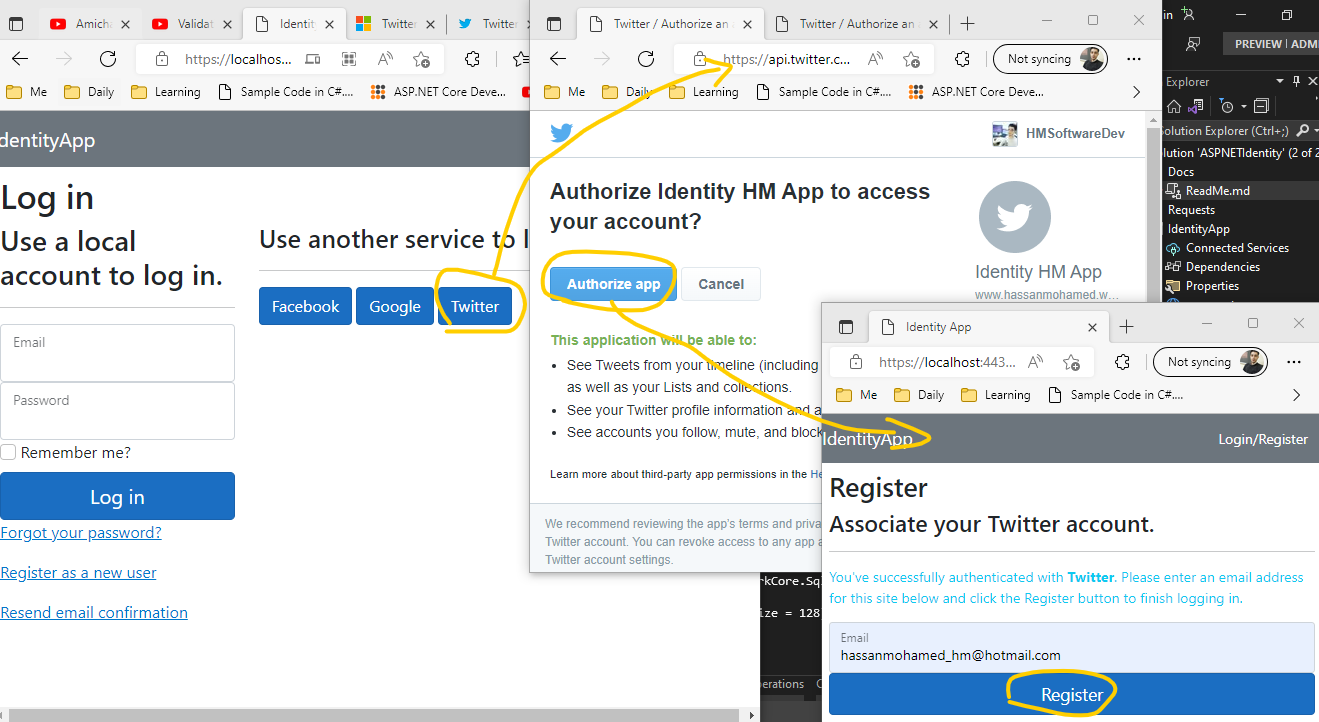 Amicha
Validat
Identit
Twitter
Twitter
https://localhos...
Me
Daily
Learning
Sample Code in C#....
ASP.NET Core Deve...
dentityApp
Log in
Use a local
account to log in.
Email
Password
Remember me?
Log in
Forgot your password?
Register as a new user
Resend email confirmation
Use another service to l
Facebook
Google
Twitter
Twitter / Authorize an
Twitter / Authorize an
https://api.twitter.c...
Not syncing
Me
Daily
Learning
Sample Code in C#....
ASP.NET Core Deve...
HMSoftwareDev
Authorize Identity HM App to access
your account?
Authorize app
Cancel
Identity HM App
www.hassanmohamed.w...
This application will be able to:
See Tweets from your timeline (including
as well as your Lists and collections.
See your Twitter profile information and a
See accounts you follow, mute, and block
Learn more about third-party app permissions in the He
We recommend reviewing the app's terms and priva
Twitter account. You can revoke access to any app a
Twitter account settings.
in
PREVIEW | ADMI
Explorer
Solution Explorer (Ctrl+;)
lution 'ASPNETIdentity' (2 of 2
Docs
ReadMe.md
Requests
IdentityApp
Connected Services
Dependencies
Properties
rkCore.Sq
ize = 128
erations
Identity App
https://localhost:443...
Not syncing
Me
Daily
Learning
Sample Code in C#....
IdentityApp
Login/Register
Register
Associate your Twitter account.
You've successfully authenticated with Twitter. Please enter an email address
for this site below and click the Register button to finish logging in.
Email
hassanmohamed_hm@hotmail.com
Register